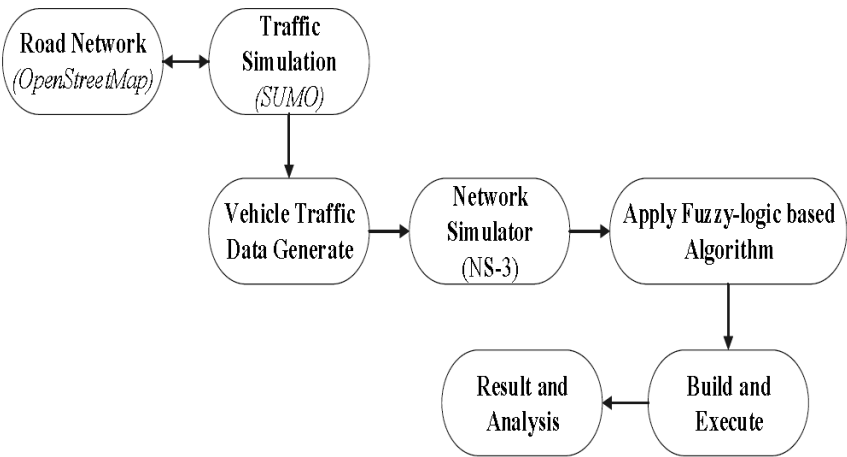 Road Network
(OpenStreetMap)
Traffic
Simulation
(SUMO)
Vehicle Traffic
Data Generate
Network
Simulator
(NS-3)
Apply Fuzzy-logic based
Algorithm
Build and
Execute
Result and
Analysis